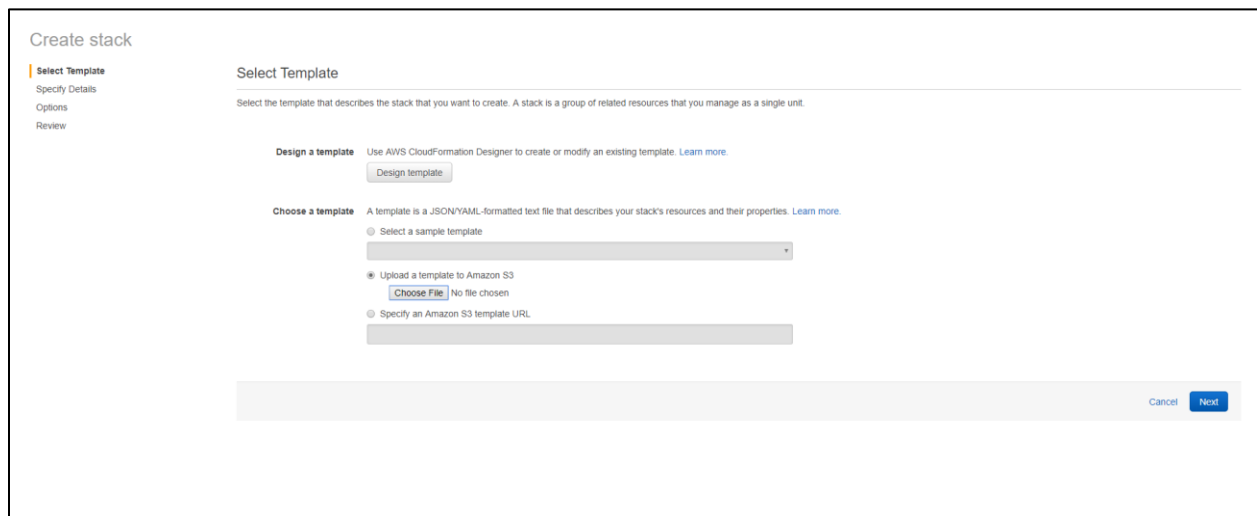 Create stack
Select Template
Specify Details
Options
Review
Select Template
Select the template that describes the stack that you want to create. A stack is a group of related resources that you manage as a single unit.
Design a template Use AWS CloudFormation Designer to create or modify an existing template. Learn more.
Design template
Choose a template A template is a JSON/YAML-formatted text file that describes your stack's resources and their properties. Learn more.
Select a sample template
Upload a template to Amazon S3
Choose File No file chosen
Specify an Amazon S3 template URL
Cancel Next